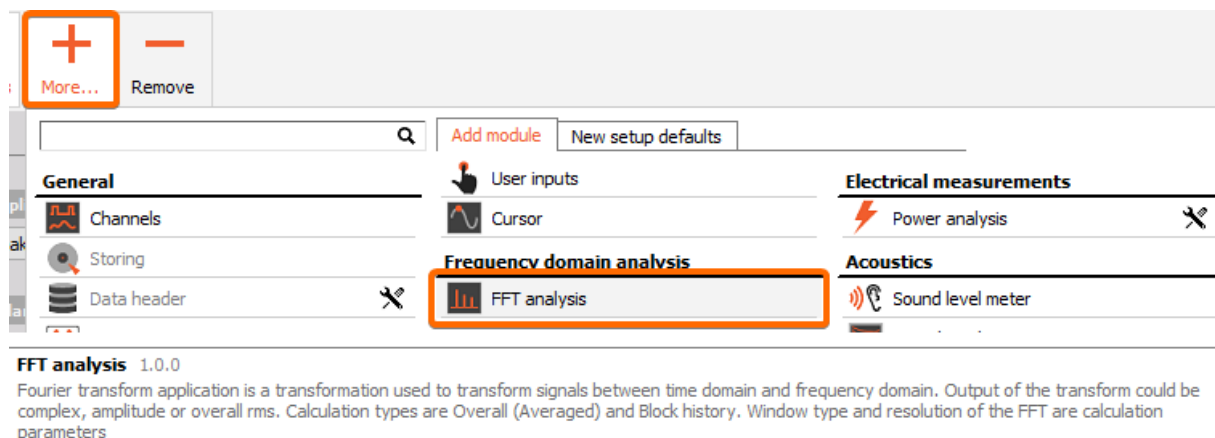 More...
Remove
Add module
New setup defaults
General
User inputs
Electrical measurements
Channels
Cursor
Power analysis
Storing
Frequency domain analysis
Acoustics
Data header
FFT analysis
Sound level meter
FFT analysis 1.0.0
Fourier transform application is a transformation used to transform signals between time domain and frequency domain. Output of the transform could be
complex, amplitude or overall rms. Calculation types are Overall (Averaged) and Block history. Window type and resolution of the FFT are calculation
parameters